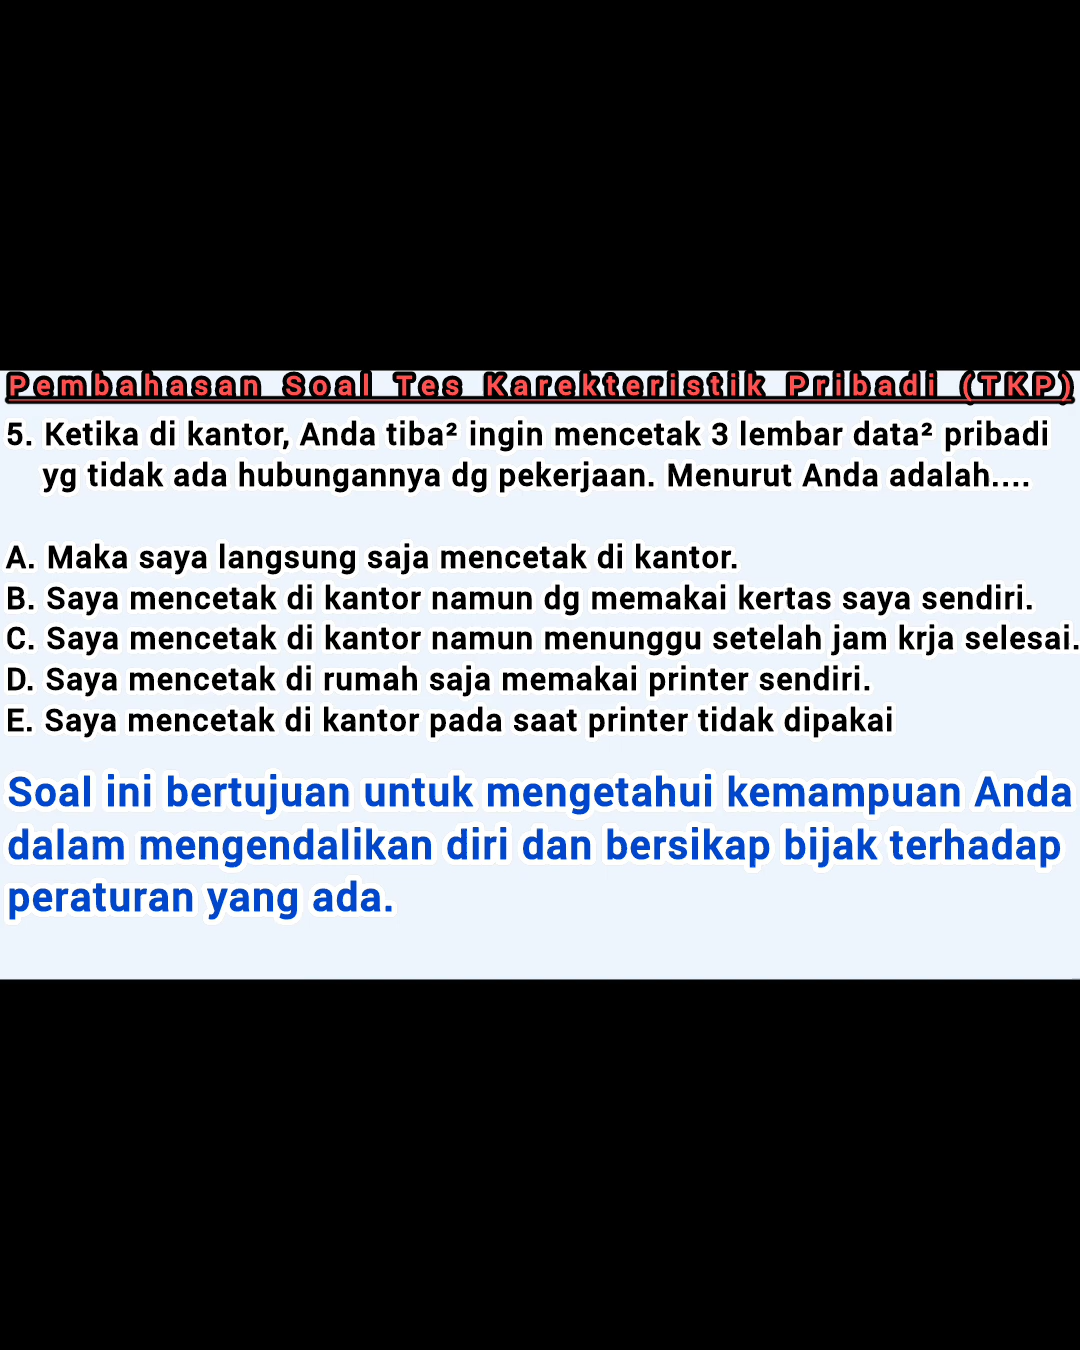 Pembahasan Soal Tes Karekteristik Pribadi (TKP)
5. Ketika di kantor, Anda tiba² ingin mencetak 3 lembar data² pribadi
yg tidak ada hubungannya dg pekerjaan. Menurut Anda adalah....
A. Maka saya langsung saja mencetak di kantor.
B. Saya mencetak di kantor namun dg memakai kertas saya sendiri.
C. Saya mencetak di kantor namun menunggu setelah jam krja selesai.
D. Saya mencetak di rumah saja memakai printer sendiri.
E. Saya mencetak di kantor pada saat printer tidak dipakai
Soal ini bertujuan untuk mengetahui kemampuan Anda
dalam mengendalikan diri dan bersikap bijak terhadap
peraturan yang ada.